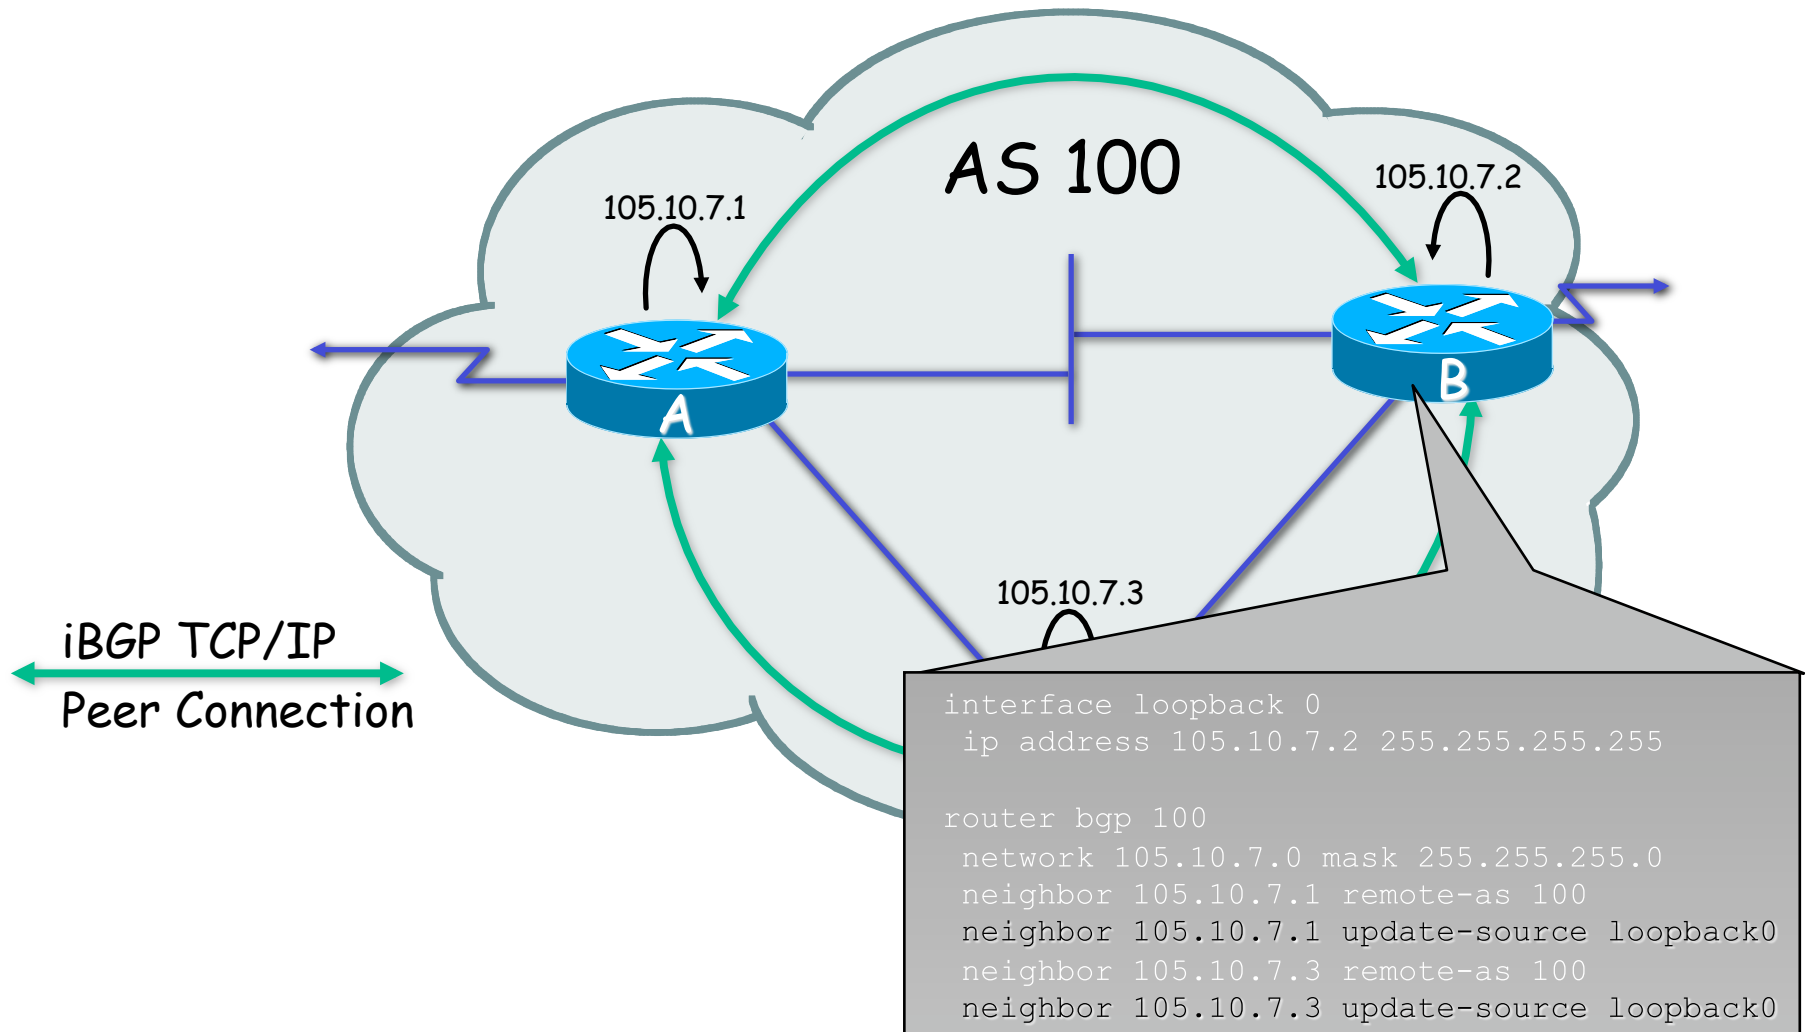 AS 100
105.10.7.1
105.10.7.2
A
B
105.10.7.3
iBGP TCP/IP
Peer Connection
interface loopback 0
ip address 105.10.7.2 255.255.255.255
router bgp 100
network 105.10.7.0 mask 255.255.255.0
neighbor 105.10.7.1 remote-as 100
neighbor 105.10.7.1 update-source loopback0
neighbor 105.10.7.3 remote-as 100
neighbor 105.10.7.3 update-source loopback0